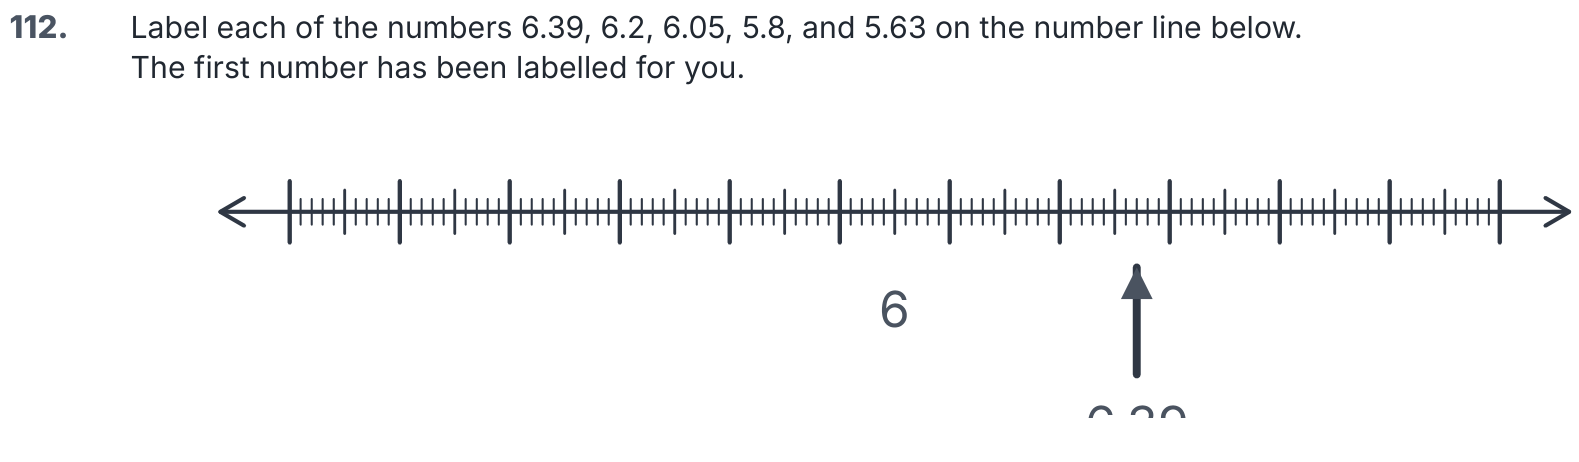 112. Label each of the numbers 6.39, 6.2, 6.05, 5.8, and 5.63 on the number line below.
The first number has been labelled for you.
6